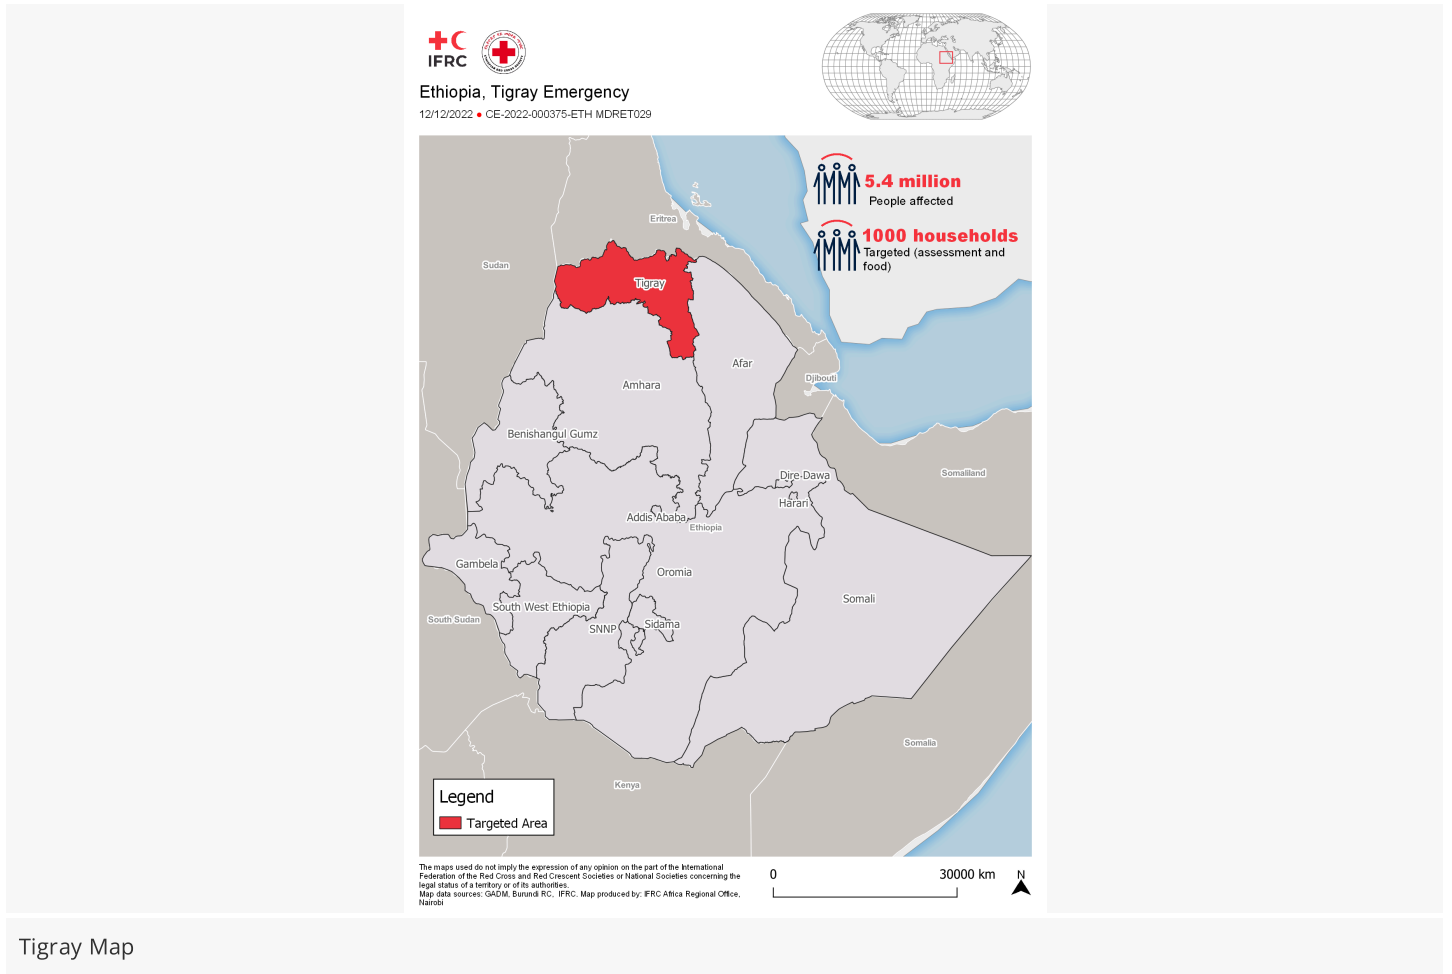 IFRC
Ethiopia, Tigray Emergency
12/12/2022 ● CE-2022-000375-ETH MDRET029
5.4 million
People affected
1000 households
Targeted (assessment and
food)
Eritrea
Sudan
Tigray
Afar
Djibouti
Amhara
Benishangul Gumz
Somaliland
Dire-Dawa
Harari
Addis Ababa
Ethiopia
Gambela
Oromia
Somali
South West Ethiopia
South Sudan
SNNP
Sidama
Somalia
Kenya
Legend
Targeted Area
The maps used do not imply the expression of any opinion on the part of the International
Federation of the Red Cross and Red Crescent Societies or National Societies concerning the
legal status of a territory or of its authorities.
Map data sources: GADM, Burundi RC, IFRC. Map produced by: IFRC Africa Regional Office,
Nairobi
0 30000 km N
Tigray Map